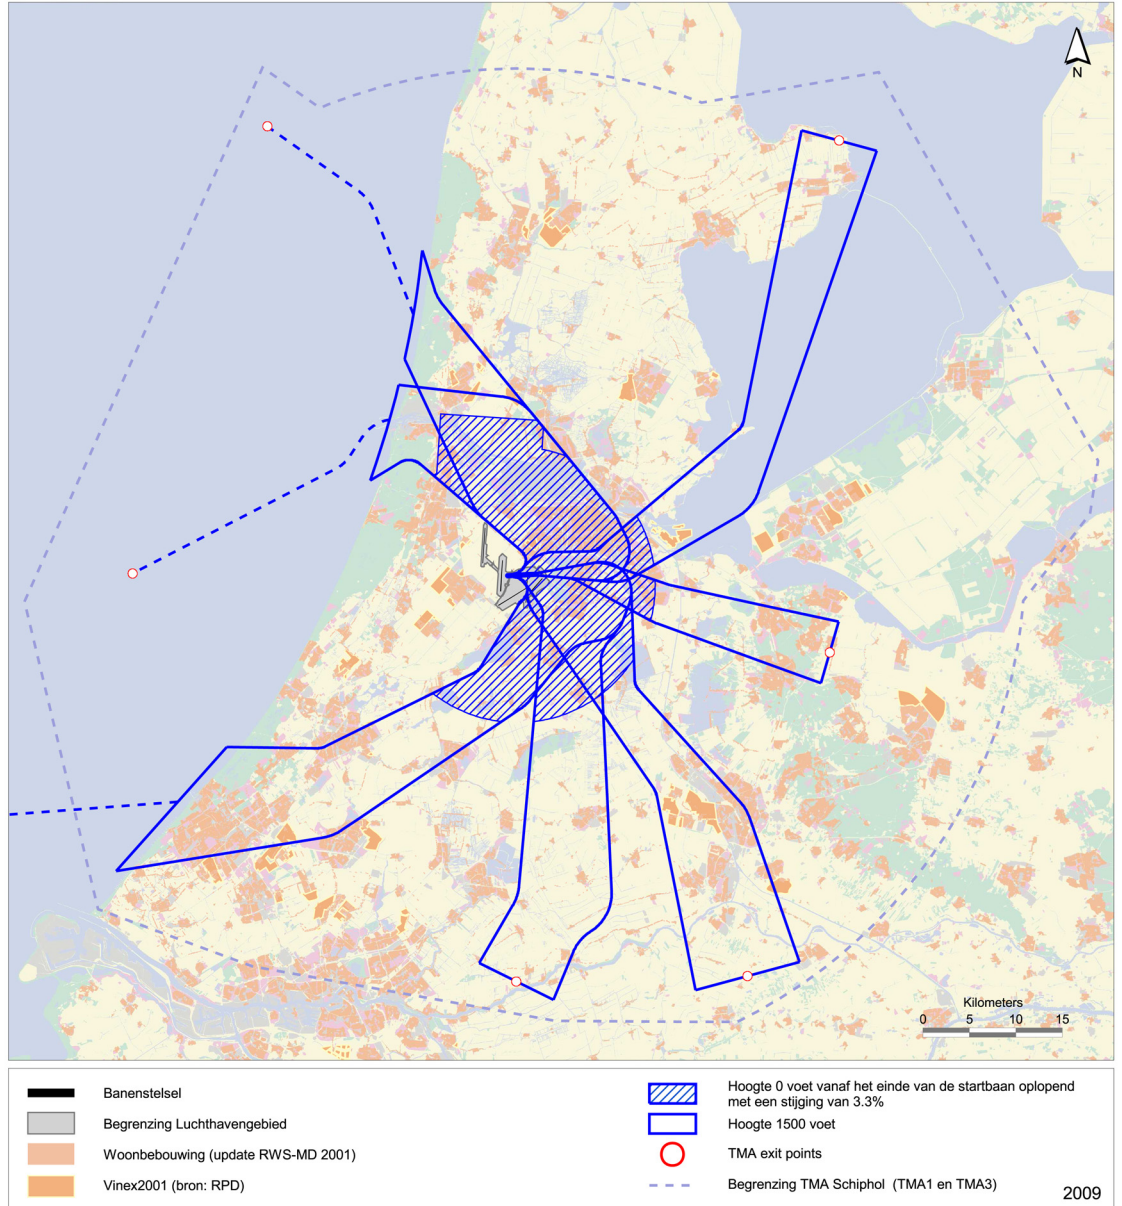 N
Kilometers
0 5 10 15
Banenstelsel
Begrenzing Luchthavengebied
Woonbebouwing (update RWS-MD 2001)
Vinex2001 (bron: RPD)
Hoogte 0 voet vanaf het einde van de startbaan oplopend
met een stijging van 3.3%
Hoogte 1500 voet
TMA exit points
Begrenzing TMA Schiphol (TMA1 en TMA3)
2009